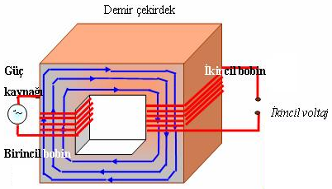 Demir çekirdek
Güç
kaynağı
İkincil bobin
İkincil voltaj
Birincil bobin